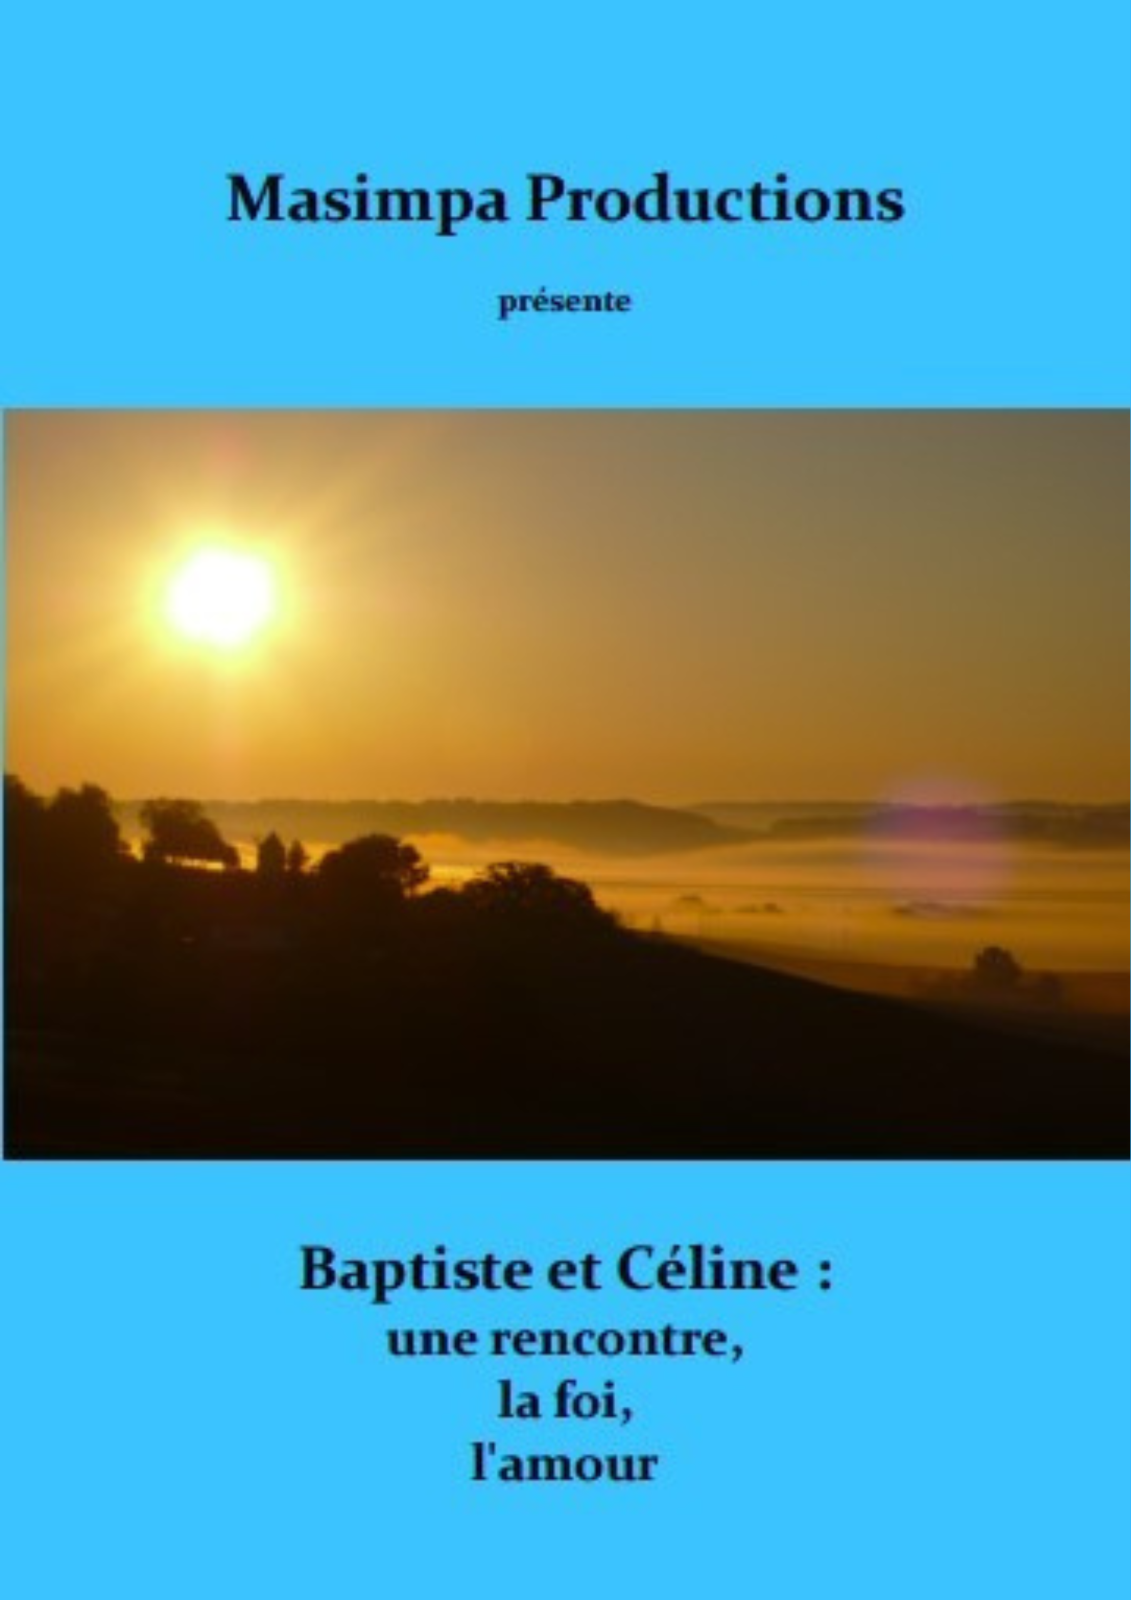 Masimpa Productions
présente
Baptiste et Céline :
une rencontre,
la foi,
l'amour